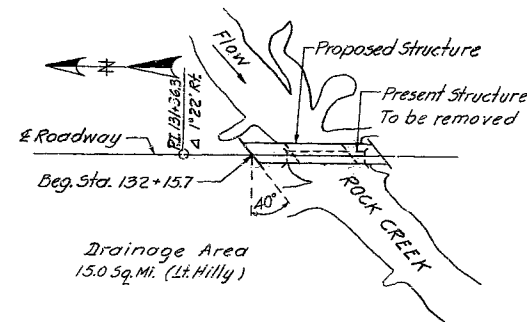 Flow
Proposed Structure
Present Structure
To be removed
P.I. 131+36.3
Δ 1°22' Rt.
℄ Roadway
Beg. Sta. 132+15.7
40°
ROCK CREEK
Drainage Area
15.0 Sq. Mi. (Lt. Hilly)